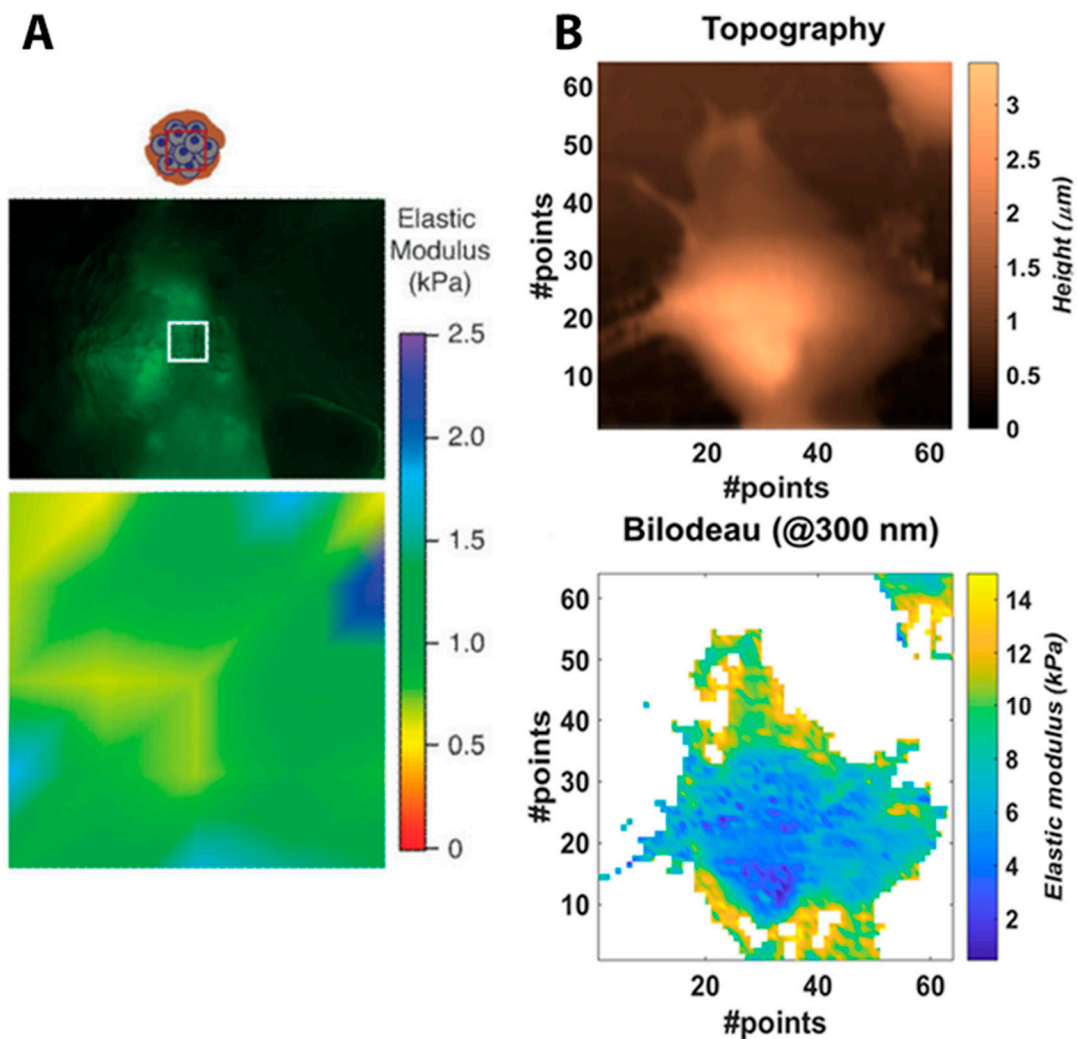 A
Elastic
Modulus
(kPa)
2.5
2.0
1.5
1.0
0.5
0
B
Topography
60
50
40
30
20
10
#points
20 40 60
#points
3
2.5
2
1.5
1
0.5
0
Height (μm)
Bilodeau (@300 nm)
60
50
40
30
20
10
#points
20 40 60
#points
14
12
10
8
6
4
2
Elastic modulus (kPa)